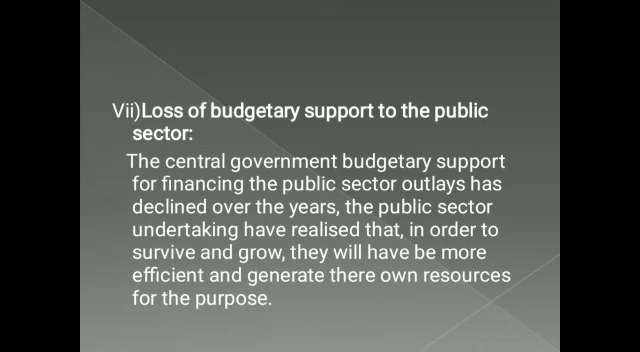 Vii)Loss of budgetary support to the public
sector:
The central government budgetary support
for financing the public sector outlays has
declined over the years, the public sector
undertaking have realised that, in order to
survive and grow, they will have be more
efficient and generate there own resources
for the purpose.